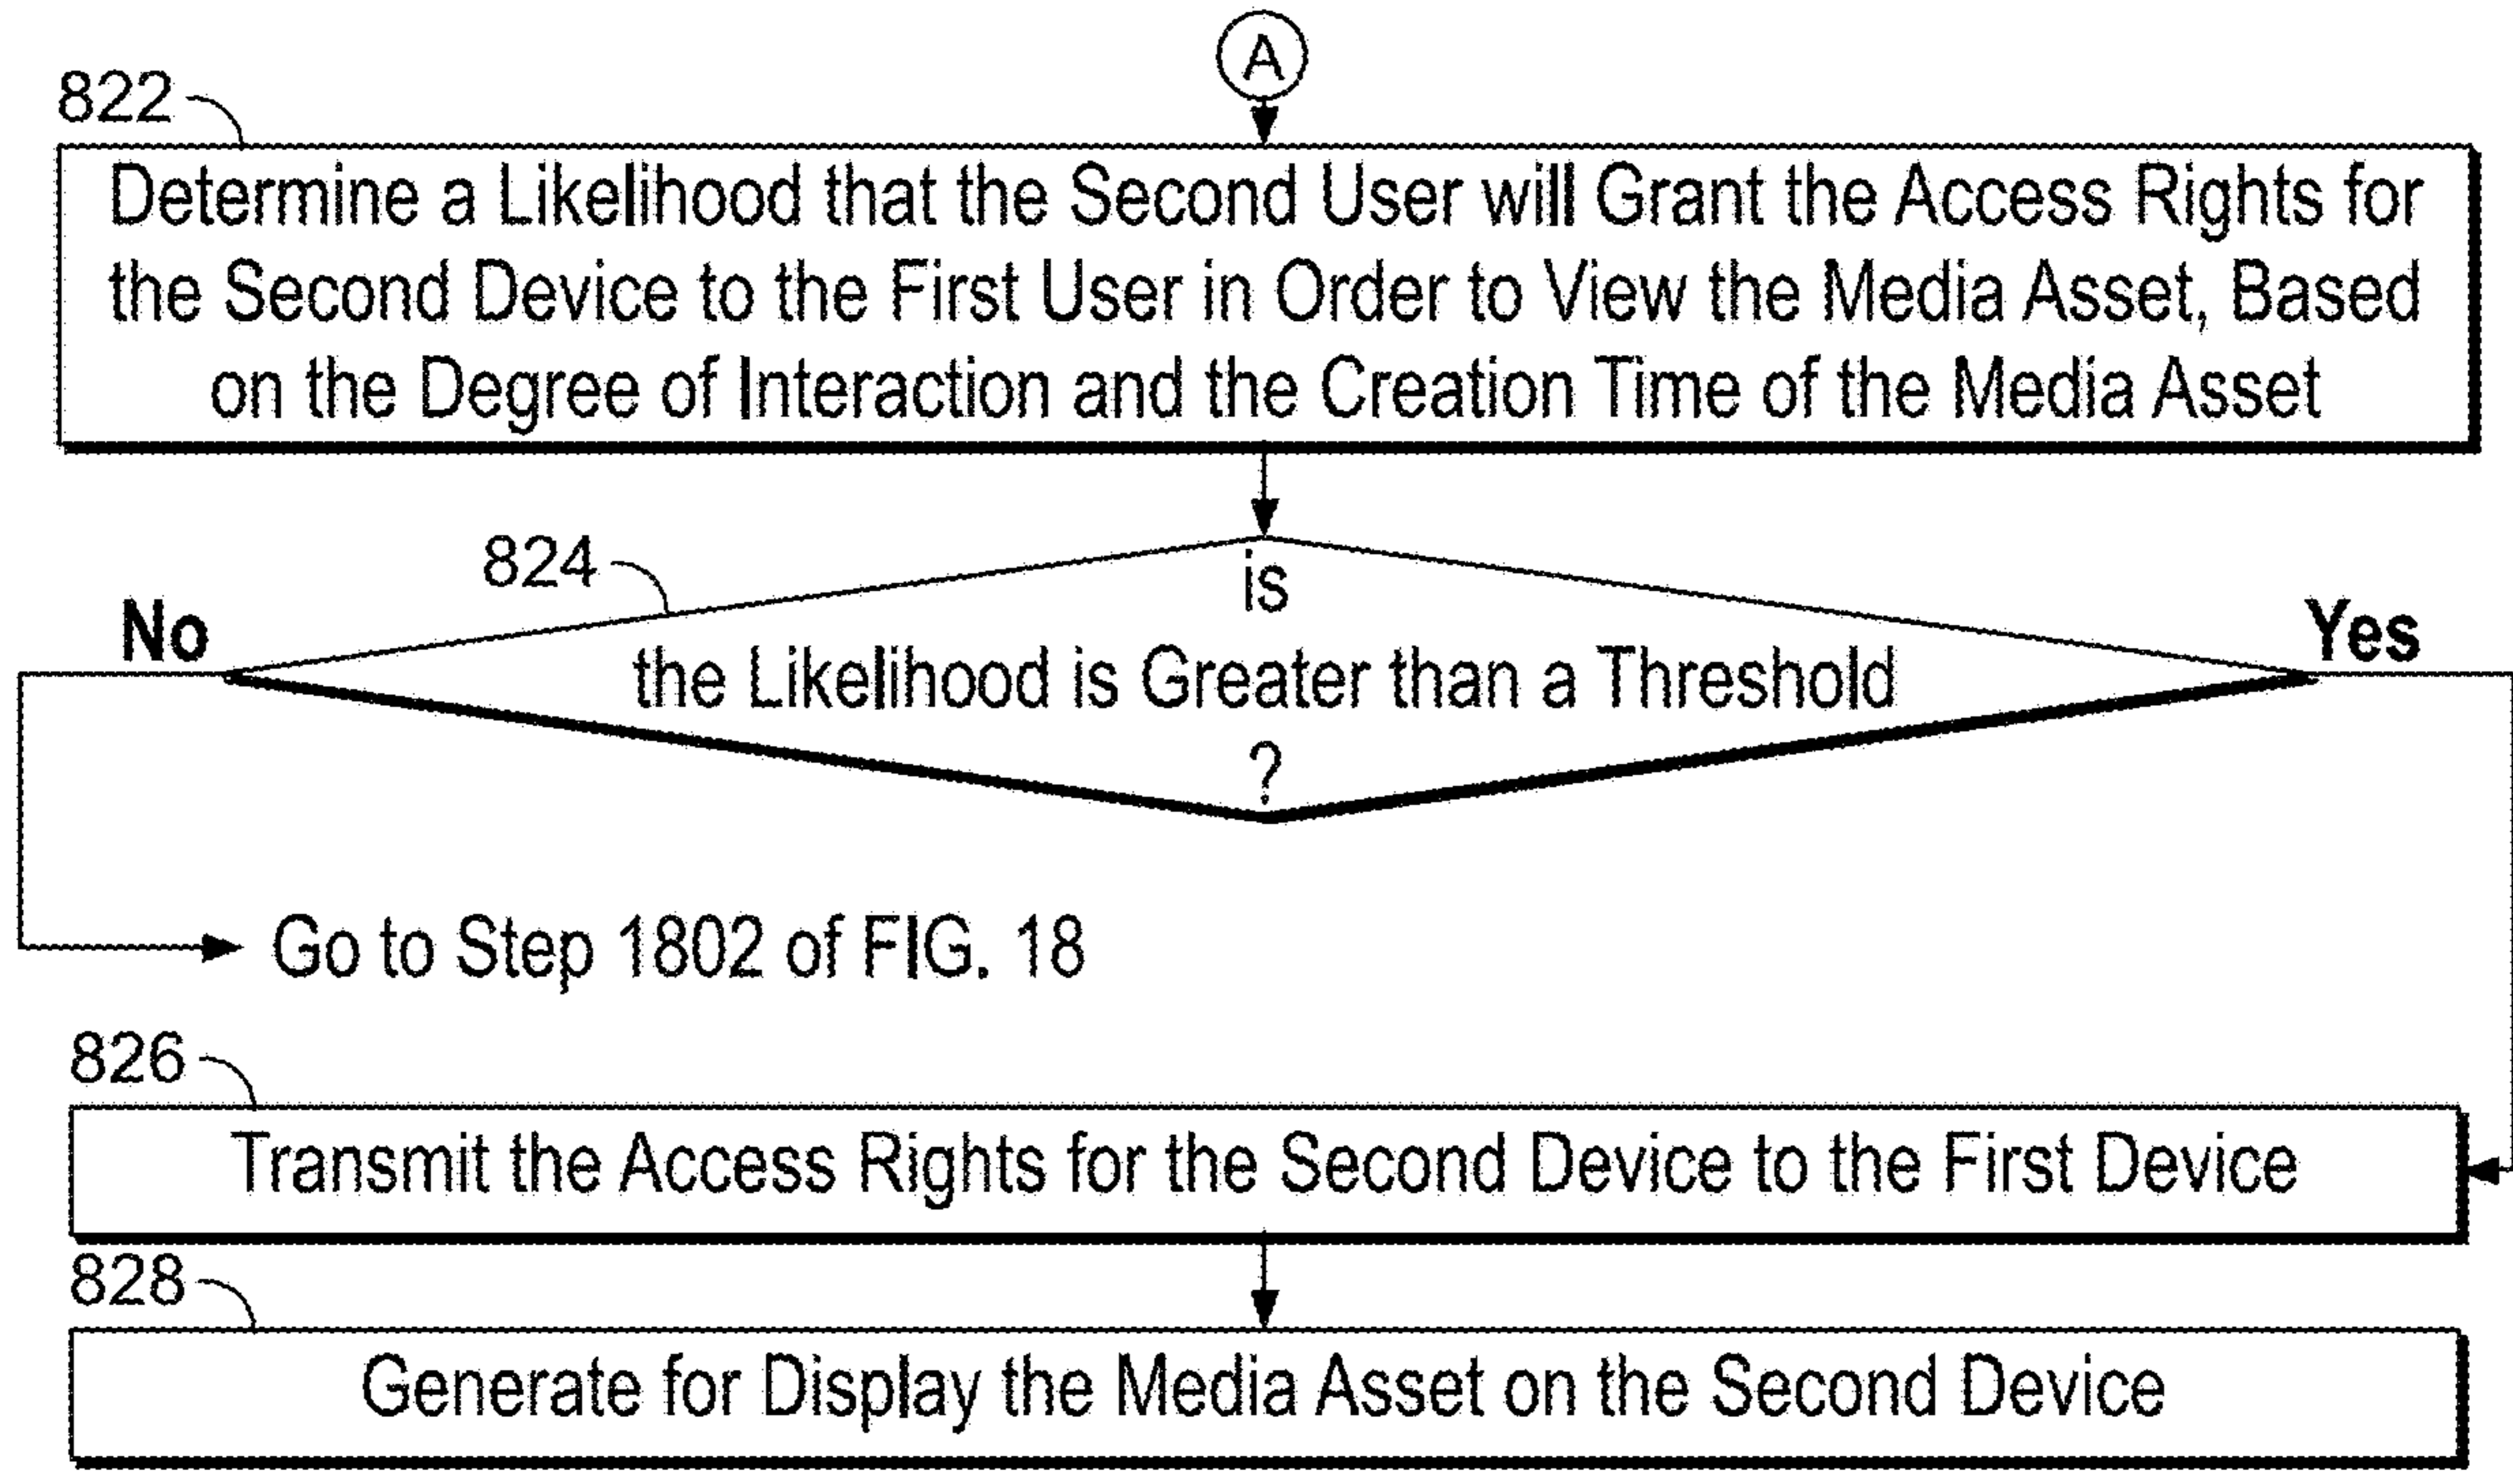 A
822
Determine a Likelihood that the Second User will Grant the Access Rights for
the Second Device to the First User in Order to View the Media Asset, Based
on the Degree of Interaction and the Creation Time of the Media Asset
824
is
No
Yes
the Likelihood is Greater than a Threshold
?
Go to Step 1802 of FIG. 18
826
Transmit the Access Rights for the Second Device to the First Device
828
Generate for Display the Media Asset on the Second Device